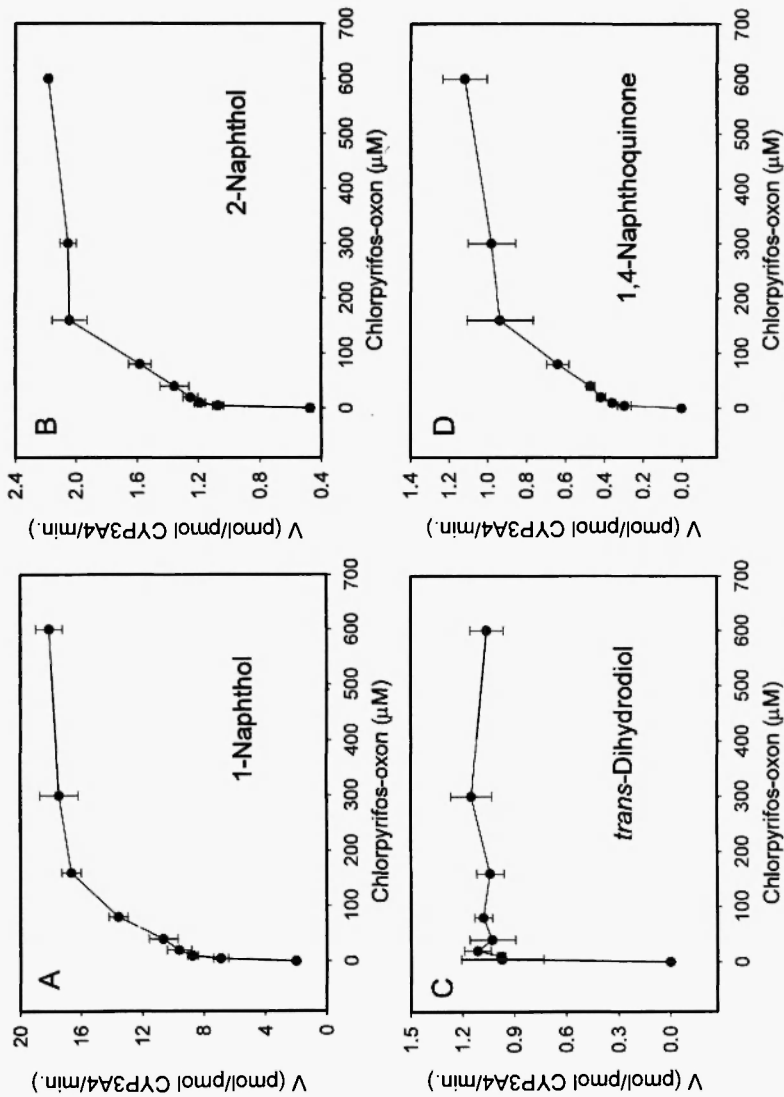 A
1-Naphthol
V (pmol/pmol CYP3A4/min.)
20
16
12
8
4
0
0 100 200 300 400 500 600 700
Chlorpyrifos-oxon (µM)
B
2-Naphthol
V (pmol/pmol CYP3A4/min.)
2.4
2.0
1.6
1.2
0.8
0.4
0 100 200 300 400 500 600 700
Chlorpyrifos-oxon (µM)
C
trans-Dihydrodiol
V (pmol/pmol CYP3A4/min.)
1.5
1.2
0.9
0.6
0.3
0.0
0 100 200 300 400 500 600 700
Chlorpyrifos-oxon (µM)
D
1,4-Naphthoquinone
V (pmol/pmol CYP3A4/min.)
1.4
1.2
1.0
0.8
0.6
0.4
0.2
0.0
0 100 200 300 400 500 600 700
Chlorpyrifos-oxon (µM)